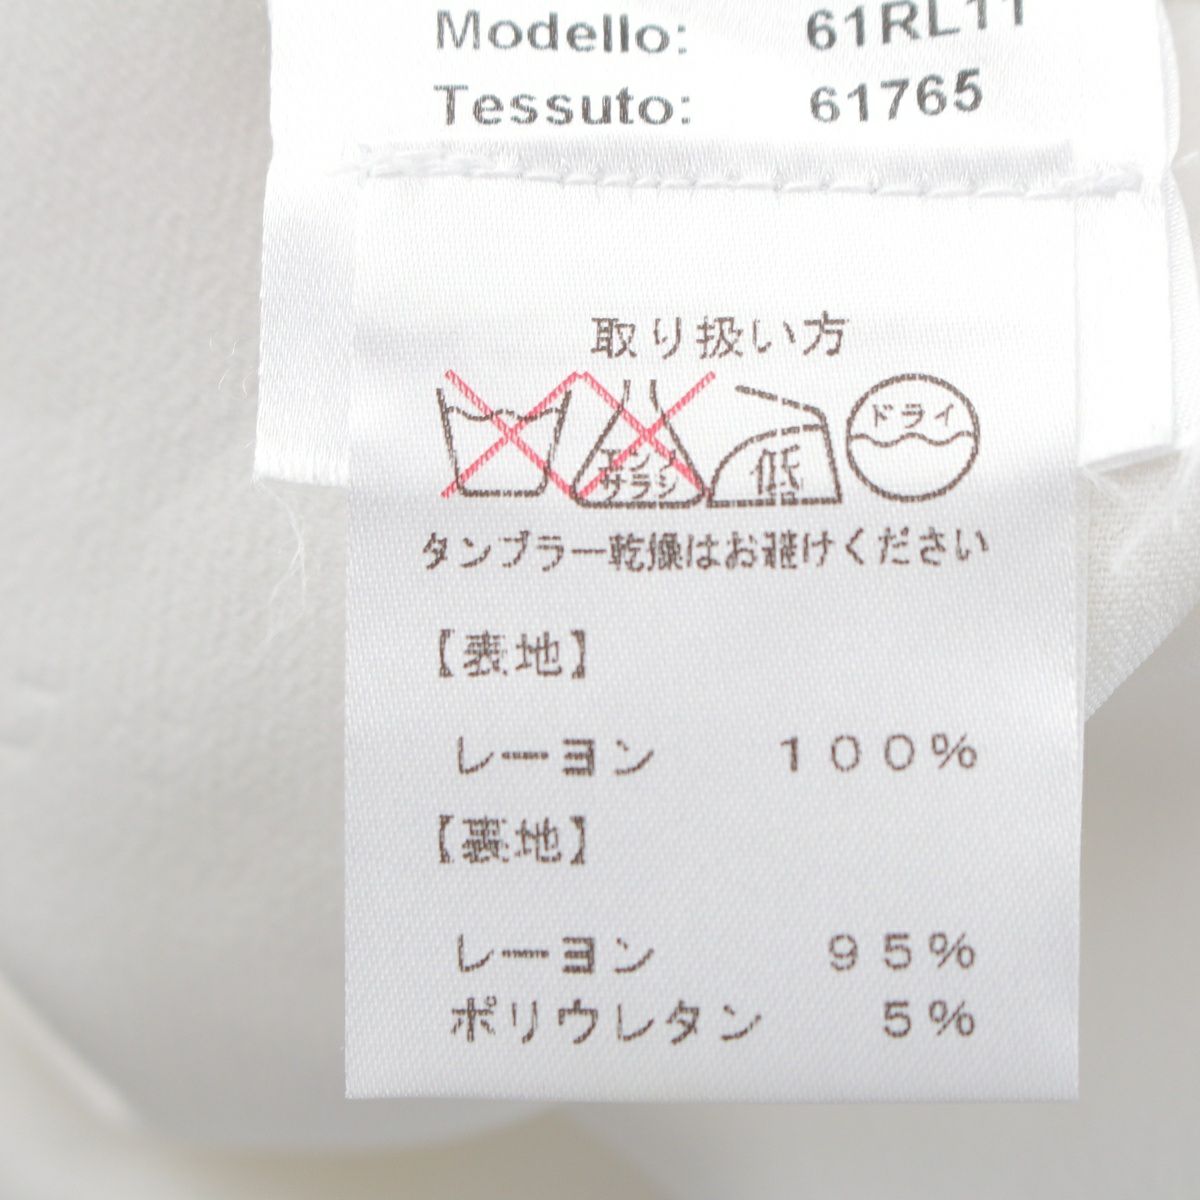 Modello: 61RL11
Tessuto: 61765
取り扱い方
エンソ
サラシ
低
ドライ
タンブラー乾燥はお避けください
【表地】
レーヨン 100%
【裏地】
レーヨン 95%
ポリウレタン 5%